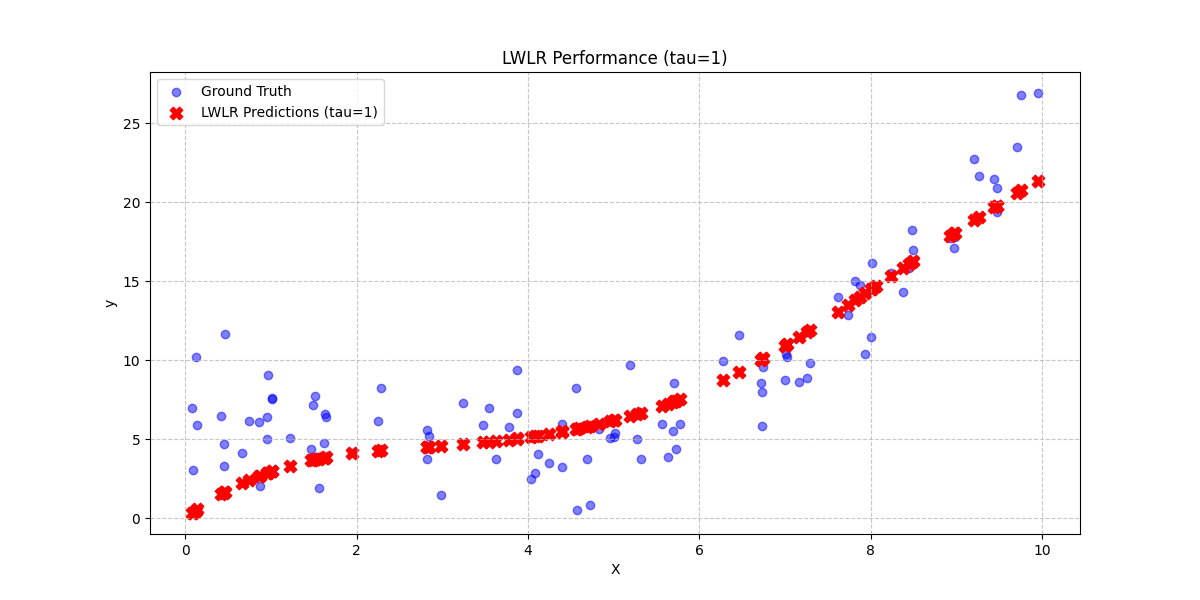 LWLR Performance (tau=1)
Ground Truth
LWLR Predictions (tau=1)
25
20
15
10
5
0
y
0 2 4 6 8 10
X